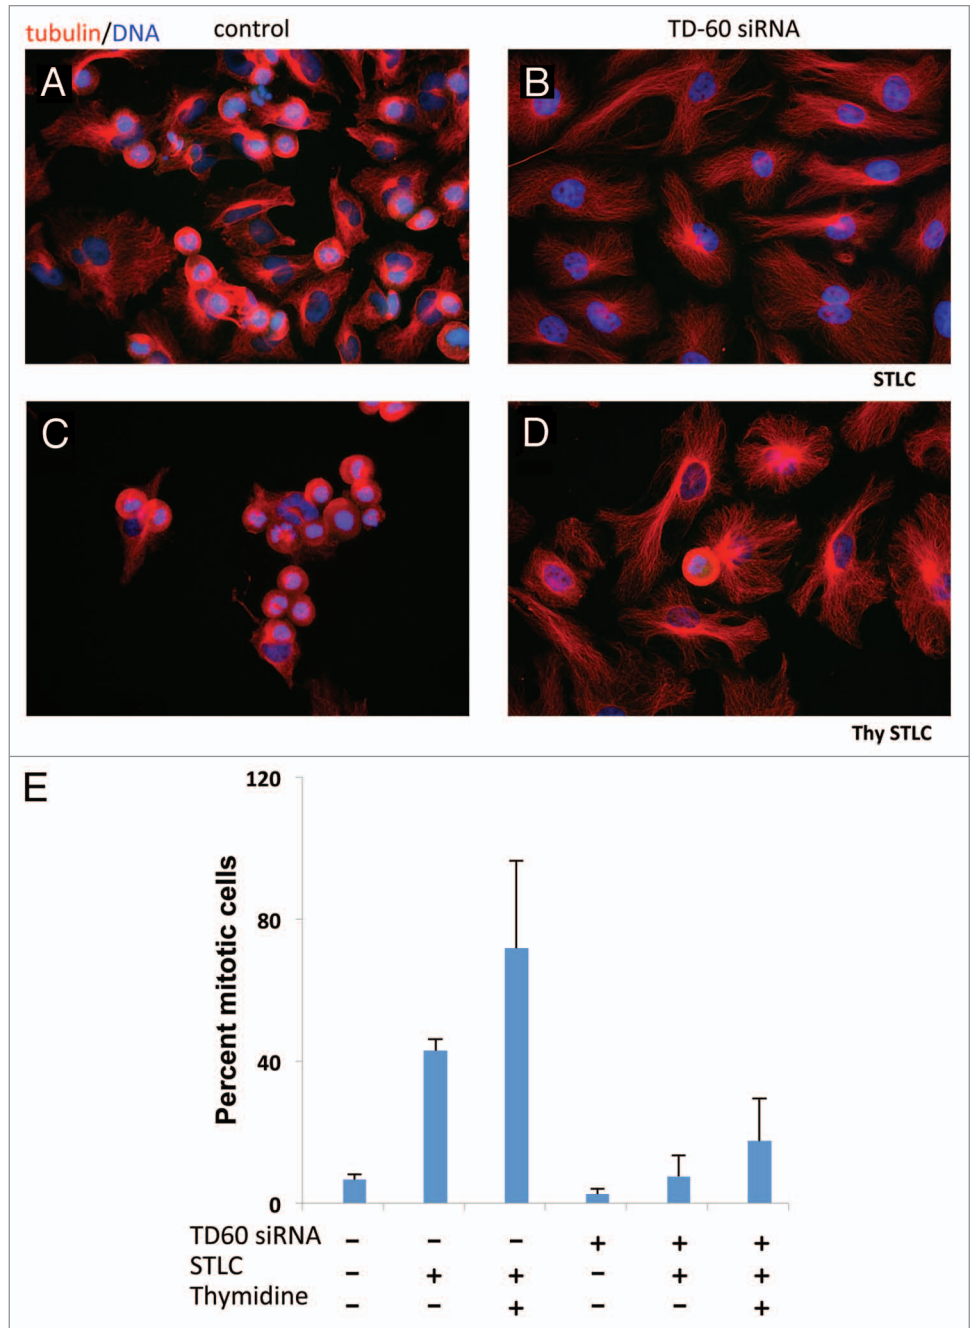 tubulin/DNA control TD-60 siRNA
A B
STLC
C D
Thy STLC
E
120
80
40
0
Percent mitotic cells
TD60 siRNA – – – + + +
STLC – + + – + +
Thymidine – – + – – +